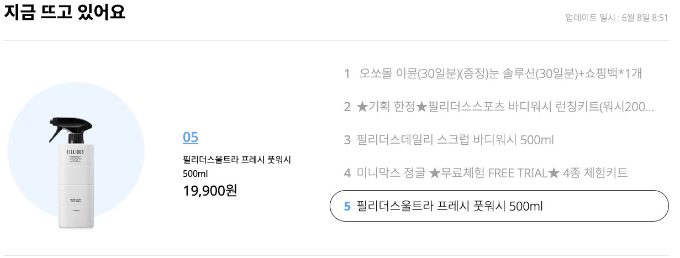 지금 뜨고 있어요
업데이트 일시 : 6월 8일 8:51
05
필리더스울트라 프레시 풋워시
500ml
19,900원
1 오쏘몰 이뮨(30일분)(증정)눈 솔루션(30일분)+쇼핑백*1개
2 ★기획 한정★필리더스스포츠 바디워시 런칭키트(워시200...
3 필리더스데일리 스크럽 바디워시 500ml
4 미니막스 정글 ★무료체험 FREE TRIAL★ 4종 체험키트
5 필리더스울트라 프레시 풋워시 500ml